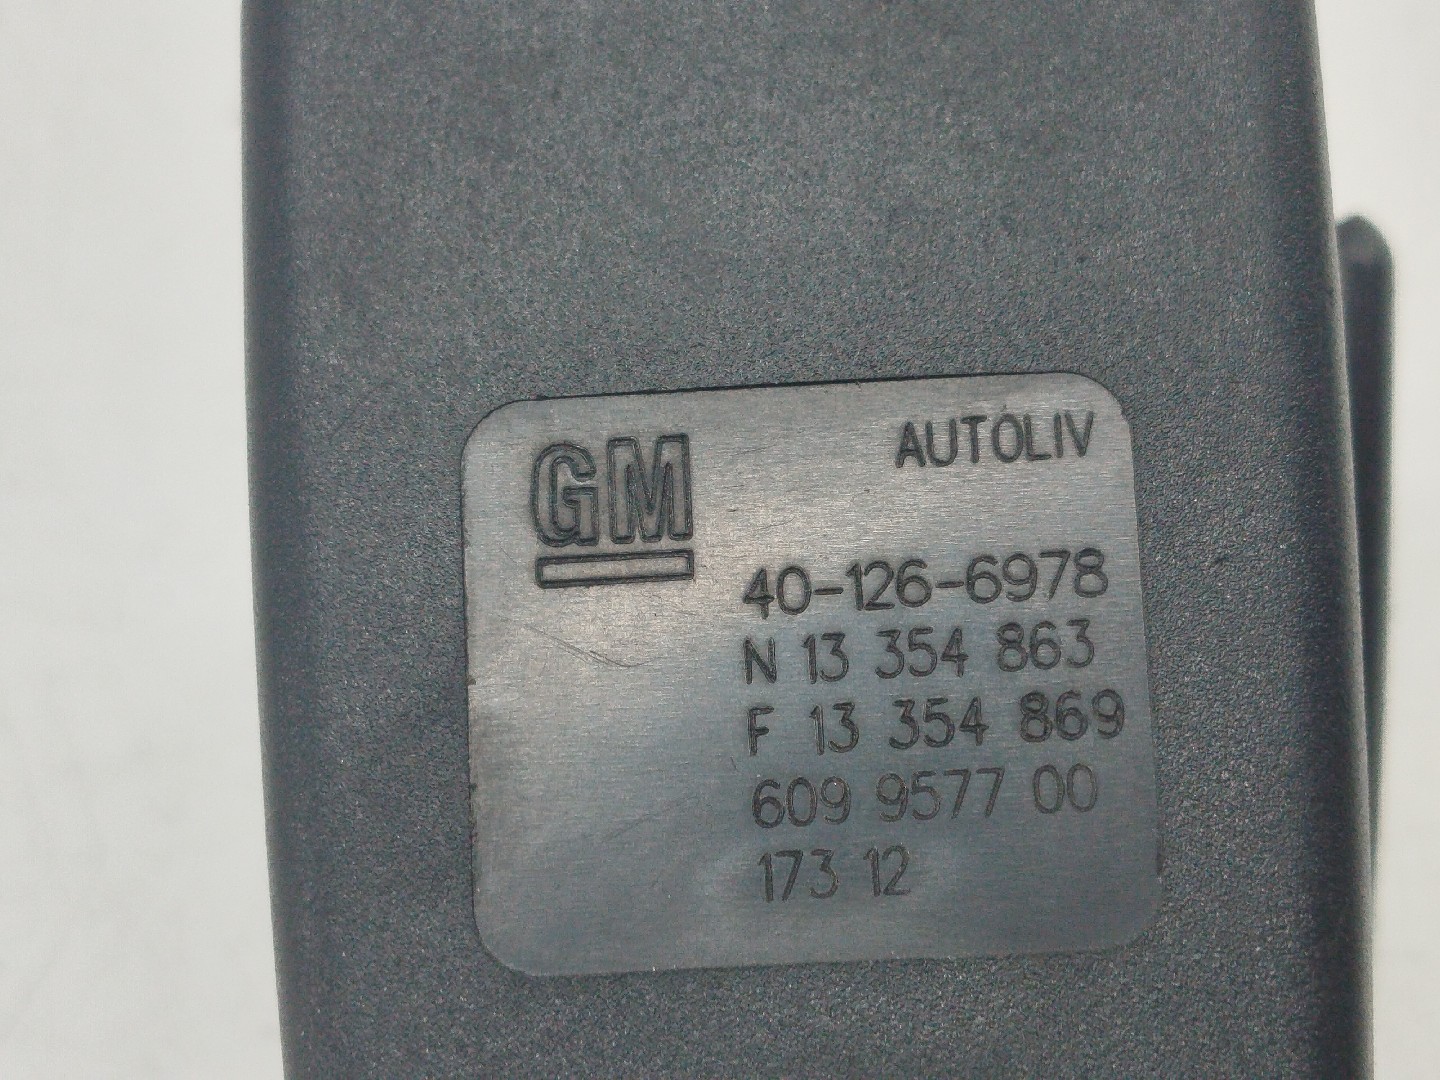 GM
AUTOLIV
40-126-6978
N 13 354 863
F 13 354 869
609 9577 00
173 12